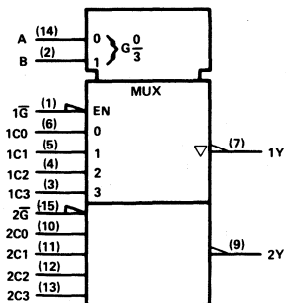 A (14) 0 } G 0/3
B (2) 1
MUX
1G̅ (1) EN
1C0 (6) 0
1C1 (5) 1 ▽ (7) 1Y
1C2 (4) 2
1C3 (3) 3
2G̅ (15)
2C0 (10)
2C1 (11) (9) 2Y
2C2 (12)
2C3 (13)